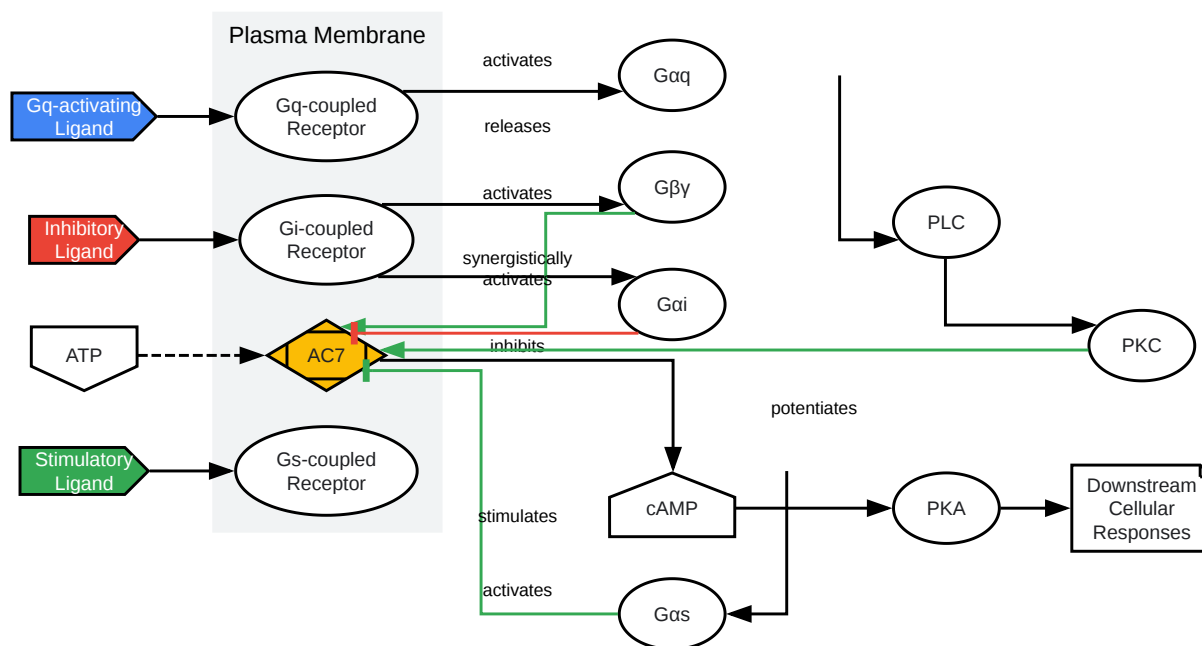 Plasma Membrane
activates
Gαq
Gq-activating
Ligand
Gq-coupled
Receptor
releases
Gβγ
activates
PLC
Inhibitory
Ligand
Gi-coupled
Receptor
synergistically
activates
Gαi
ATP
AC7
inhibits
PKC
potentiates
Stimulatory
Ligand
Gs-coupled
Receptor
cAMP
PKA
Downstream
Cellular
Responses
stimulates
activates
Gαs